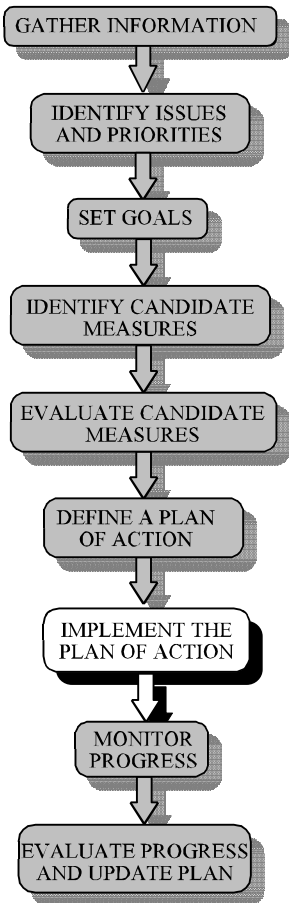 GATHER INFORMATION
IDENTIFY ISSUES
AND PRIORITIES
SET GOALS
IDENTIFY CANDIDATE
MEASURES
EVALUATE CANDIDATE
MEASURES
DEFINE A PLAN
OF ACTION
IMPLEMENT THE
PLAN OF ACTION
MONITOR
PROGRESS
EVALUATE PROGRESS
AND UPDATE PLAN